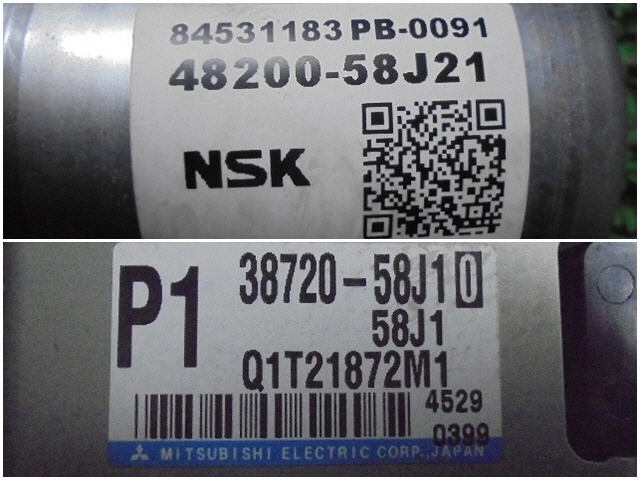 84531183 PB-0091
48200-58J21
NSK
P1
38720-58J10
58J1
Q1T21872M1
4529
0399
MITSUBISHI ELECTRIC CORP., JAPAN